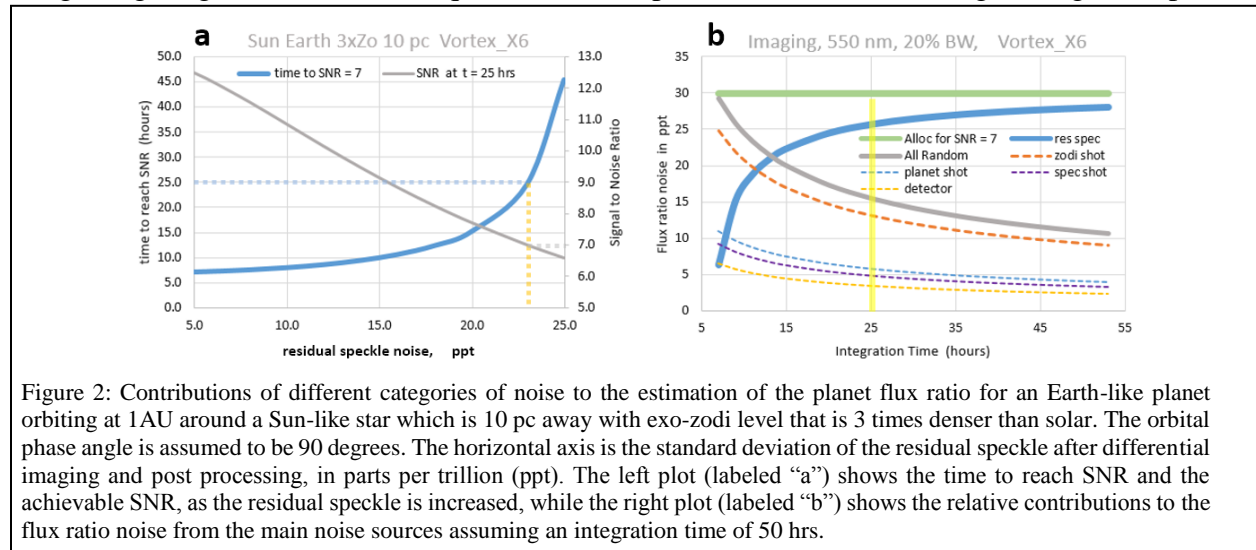 a Sun Earth 3xZo 10 pc Vortex_X6
time to SNR = 7 SNR at t = 25 hrs
50.0
45.0
40.0
35.0
30.0
25.0
20.0
15.0
10.0
5.0
0.0
time to reach SNR (hours)
13.0
12.0
11.0
10.0
9.0
8.0
7.0
6.0
5.0
Signal to Noise Ratio
5.0 10.0 15.0 20.0 25.0
residual speckle noise, ppt
b Imaging, 550 nm, 20% BW, Vortex_X6
35
30
25
20
15
10
5
0
Flux ratio noise in ppt
Alloc for SNR = 7 res spec
All Random zodi shot
planet shot spec shot
detector
5 15 25 35 45 55
Integration Time (hours)
Figure 2: Contributions of different categories of noise to the estimation of the planet flux ratio for an Earth-like planet
orbiting at 1AU around a Sun-like star which is 10 pc away with exo-zodi level that is 3 times denser than solar. The orbital
phase angle is assumed to be 90 degrees. The horizontal axis is the standard deviation of the residual speckle after differential
imaging and post processing, in parts per trillion (ppt). The left plot (labeled “a”) shows the time to reach SNR and the
achievable SNR, as the residual speckle is increased, while the right plot (labeled “b”) shows the relative contributions to the
flux ratio noise from the main noise sources assuming an integration time of 50 hrs.